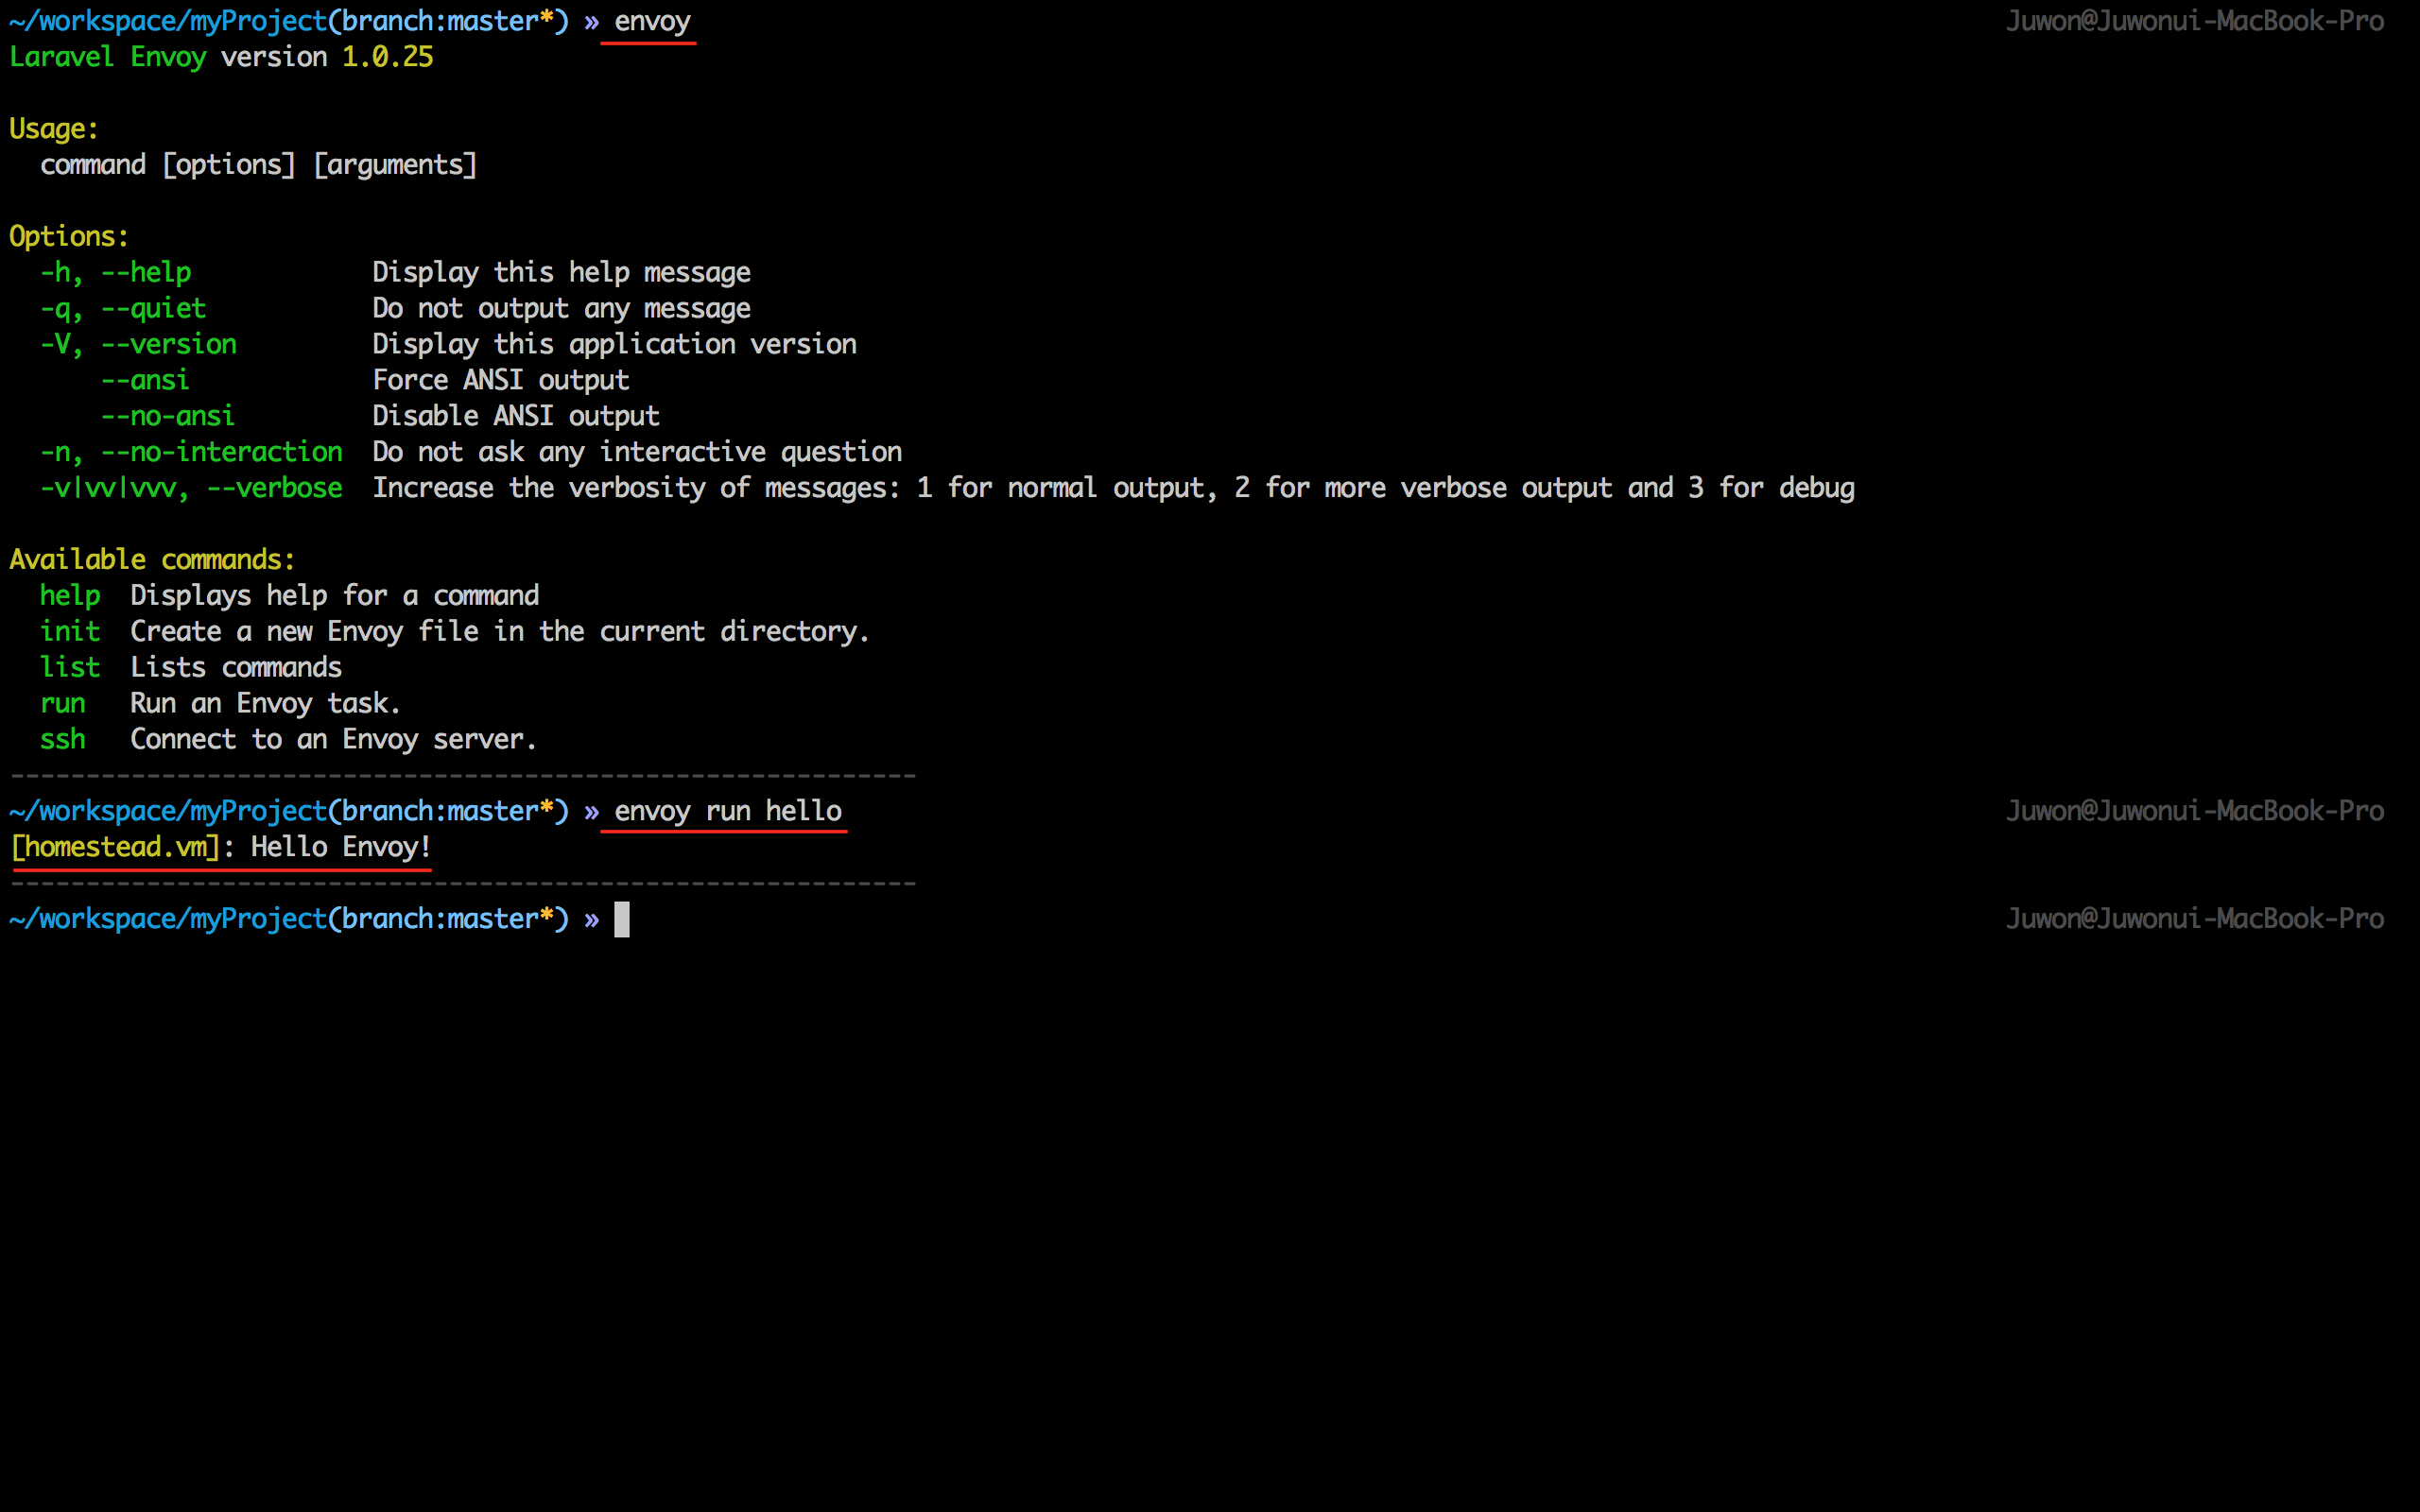 ~/workspace/myProject(branch:master*) » envoy Juwon@Juwonui-MacBook-Pro
Laravel Envoy version 1.0.25
Usage:
command [options] [arguments]
Options:
-h, --help Display this help message
-q, --quiet Do not output any message
-V, --version Display this application version
--ansi Force ANSI output
--no-ansi Disable ANSI output
-n, --no-interaction Do not ask any interactive question
-v|vv|vvv, --verbose Increase the verbosity of messages: 1 for normal output, 2 for more verbose output and 3 for debug
Available commands:
help Displays help for a command
init Create a new Envoy file in the current directory.
list Lists commands
run Run an Envoy task.
ssh Connect to an Envoy server.
------------------------------------------------------------
~/workspace/myProject(branch:master*) » envoy run hello Juwon@Juwonui-MacBook-Pro
[homestead.vm]: Hello Envoy!
------------------------------------------------------------
~/workspace/myProject(branch:master*) » Juwon@Juwonui-MacBook-Pro